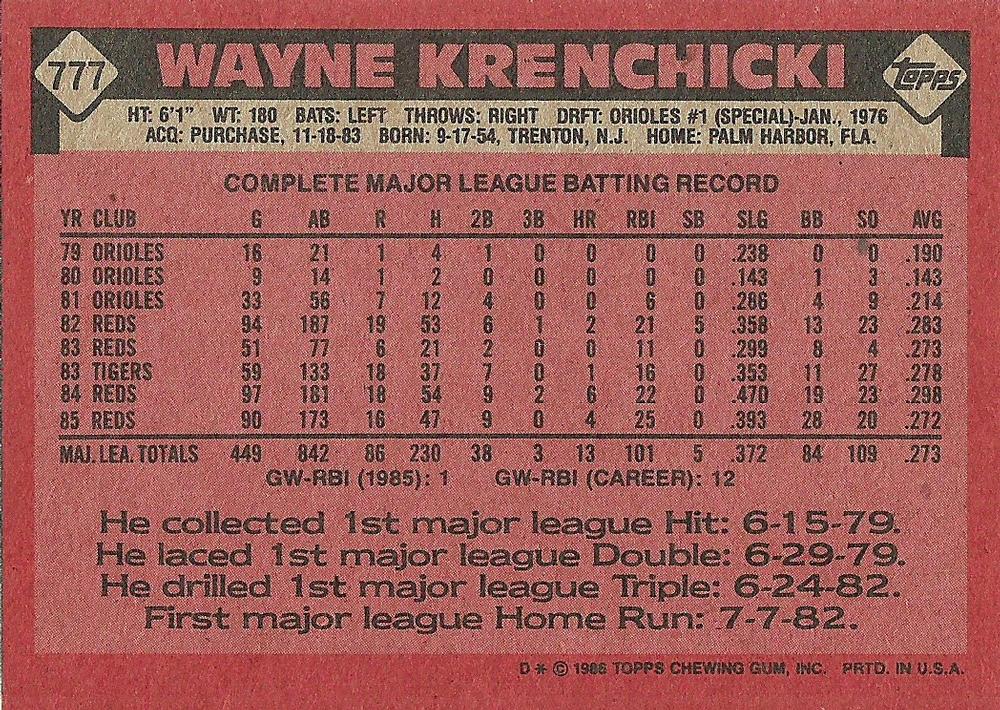 777 WAYNE KRENCHICKI topps
HT: 6'1" WT: 180 BATS: LEFT THROWS: RIGHT DRFT: ORIOLES #1 (SPECIAL)-JAN., 1976
ACQ: PURCHASE, 11-18-83 BORN: 9-17-54, TRENTON, N.J. HOME: PALM HARBOR, FLA.
COMPLETE MAJOR LEAGUE BATTING RECORD
YR CLUB G AB R H 2B 3B HR RBI SB SLG BB SO AVG
79 ORIOLES 16 21 1 4 1 0 0 0 0 .238 0 0 .190
80 ORIOLES 9 14 1 2 0 0 0 0 0 .143 1 3 .143
81 ORIOLES 33 56 7 12 4 0 0 6 0 .286 4 9 .214
82 REDS 94 187 19 53 6 1 2 21 5 .358 13 23 .283
83 REDS 51 77 6 21 2 0 0 11 0 .299 8 4 .273
83 TIGERS 59 133 18 37 7 0 1 16 0 .353 11 27 .278
84 REDS 97 181 18 54 9 2 6 22 0 .470 19 23 .298
85 REDS 90 173 16 47 9 0 4 25 0 .393 28 20 .272
MAJ. LEA. TOTALS 449 842 86 230 38 3 13 101 5 .372 84 109 .273
GW-RBI (1985): 1 GW-RBI (CAREER): 12
He collected 1st major league Hit: 6-15-79.
He laced 1st major league Double: 6-29-79.
He drilled 1st major league Triple: 6-24-82.
First major league Home Run: 7-7-82.
D * © 1986 TOPPS CHEWING GUM, INC. PRTD. IN U.S.A.